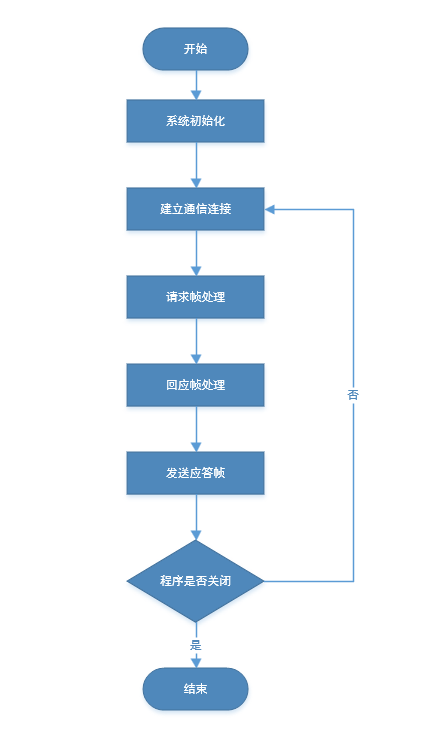 开始
系统初始化
建立通信连接
请求帧处理
回应帧处理
否
发送应答帧
程序是否关闭
是
结束